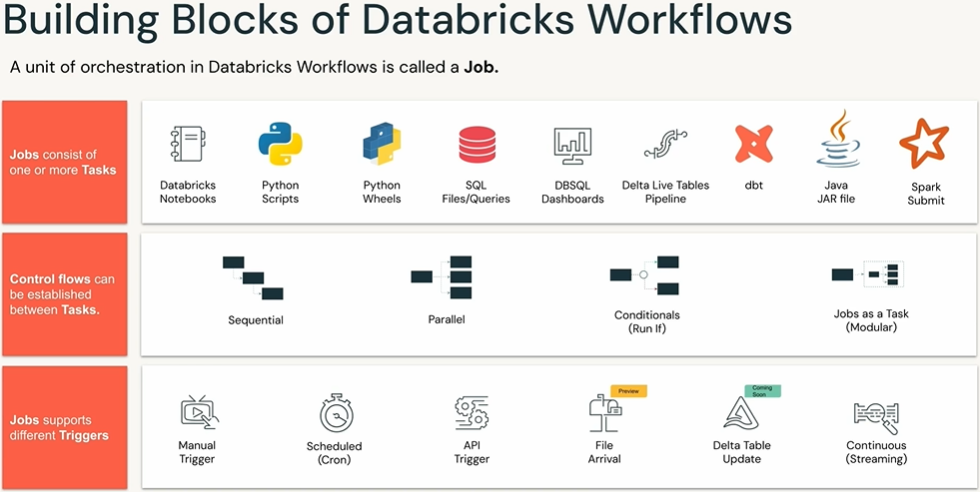 Building Blocks of Databricks Workflows
A unit of orchestration in Databricks Workflows is called a Job.
Jobs consist of
one or more Tasks
Databricks
Notebooks
Python
Scripts
Python
Wheels
SQL
Files/Queries
DBSQL
Dashboards
Delta Live Tables
Pipeline
dbt
Java
JAR file
Spark
Submit
Control flows can
be established
between Tasks.
Sequential
Parallel
Conditionals
(Run If)
Jobs as a Task
(Modular)
Jobs supports
different Triggers
Manual
Trigger
Scheduled
(Cron)
API
Trigger
Preview
File
Arrival
Coming
Soon
Delta Table
Update
Continuous
(Streaming)